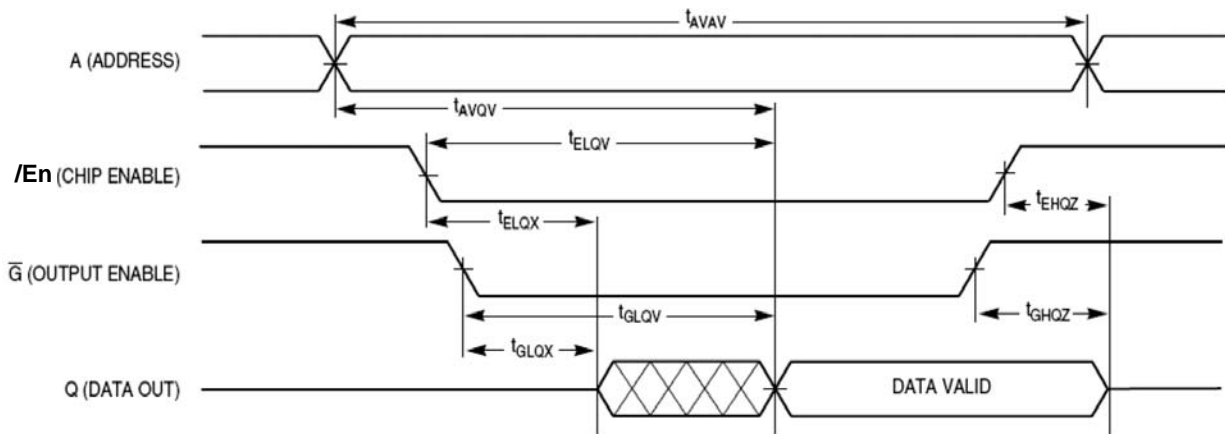 tAVAV
A (ADDRESS)
tAVQV
tELQV
/En (CHIP ENABLE)
tEHQZ
tELQX
G̅ (OUTPUT ENABLE)
tGLQV
tGHQZ
tGLQX
Q (DATA OUT)
DATA VALID